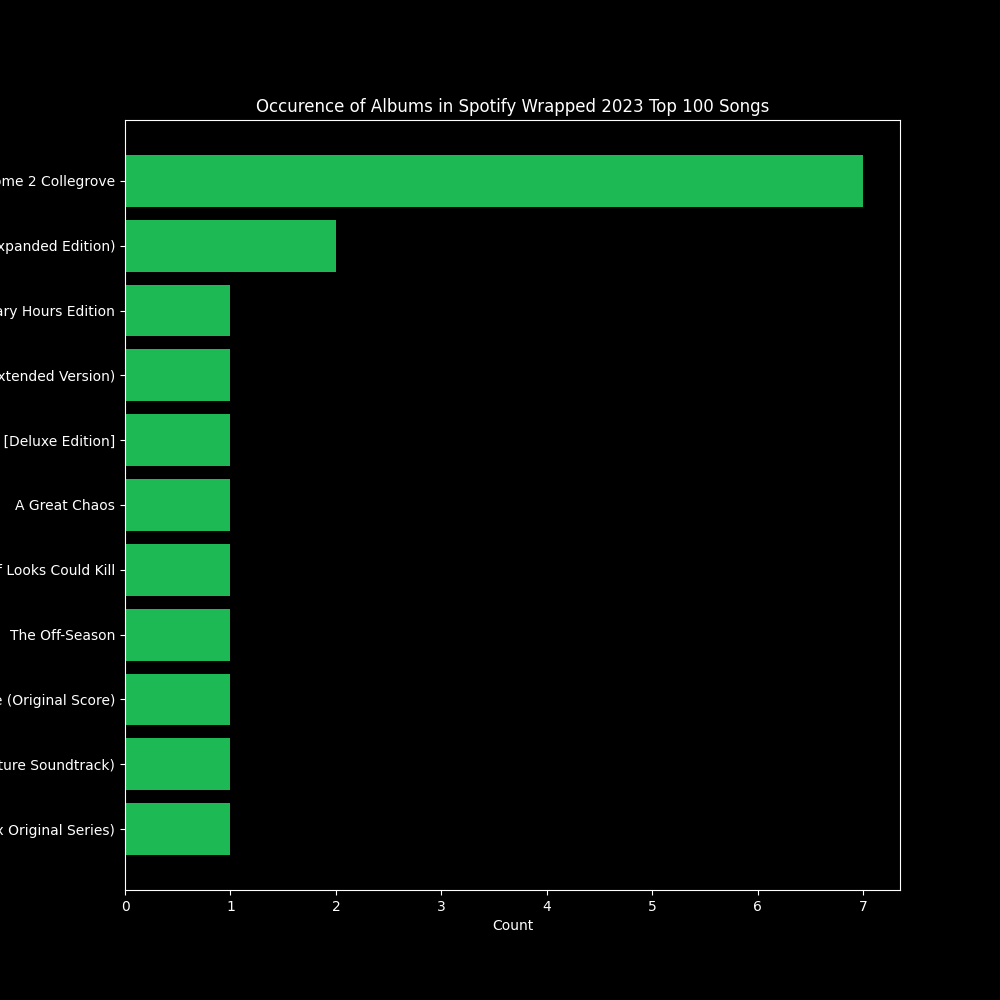 Occurence of Albums in Spotify Wrapped 2023 Top 100 Songs
ome 2 Collegrove
xpanded Edition)
ary Hours Edition
xtended Version)
[Deluxe Edition]
A Great Chaos
f Looks Could Kill
The Off-Season
e (Original Score)
ture Soundtrack)
x Original Series)
0 1 2 3 4 5 6 7
Count